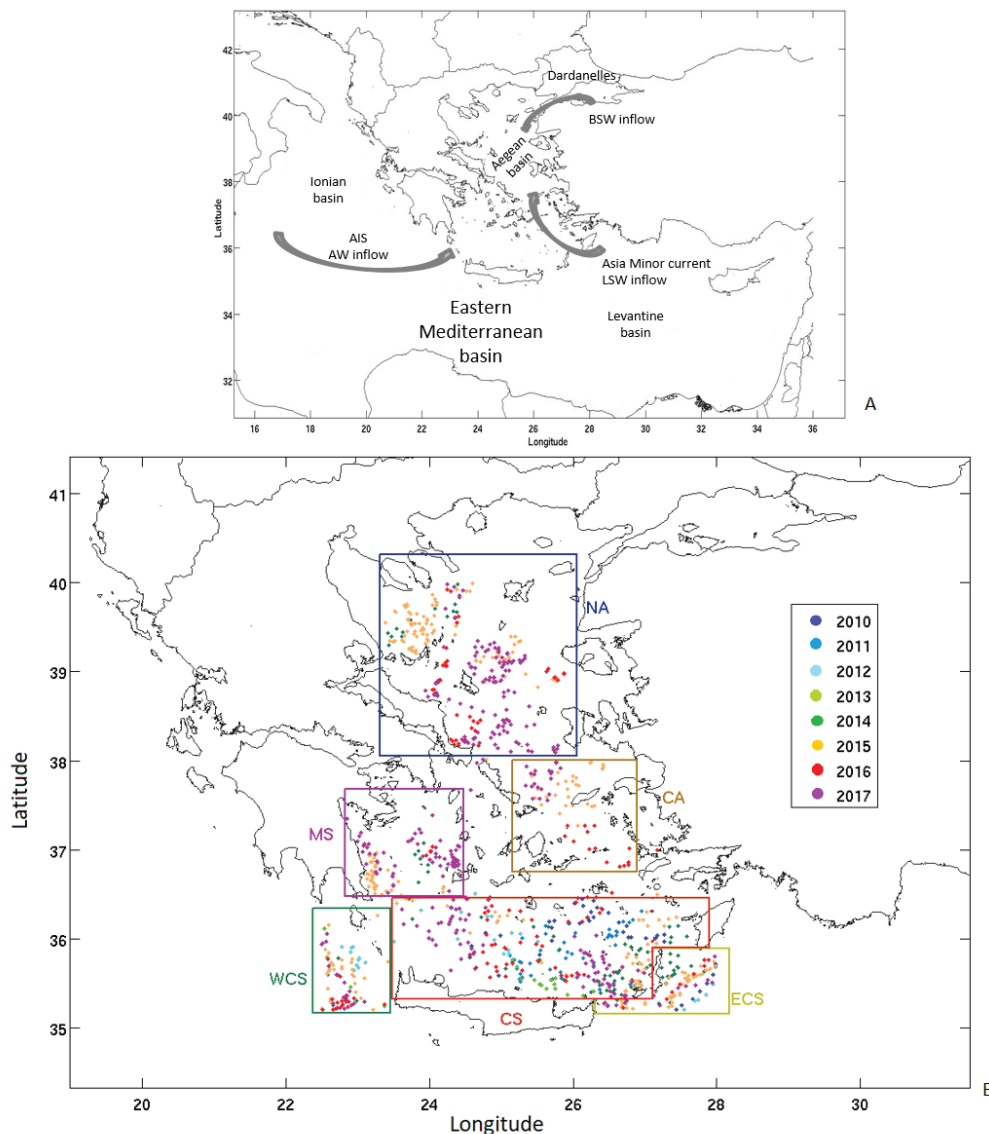 42
40
38
36
34
32
Latitude
Dardanelles
BSW inflow
Aegean
basin
Ionian
basin
AIS
AW inflow
Asia Minor current
LSW inflow
Eastern
Mediterranean
basin
Levantine
basin
16
18
20
22
24
26
28
30
32
34
36
Longitude
A
41
40
39
38
37
36
35
Latitude
NA
CA
MS
WCS
CS
ECS
2010
2011
2012
2013
2014
2015
2016
2017
20
22
24
26
28
30
Longitude